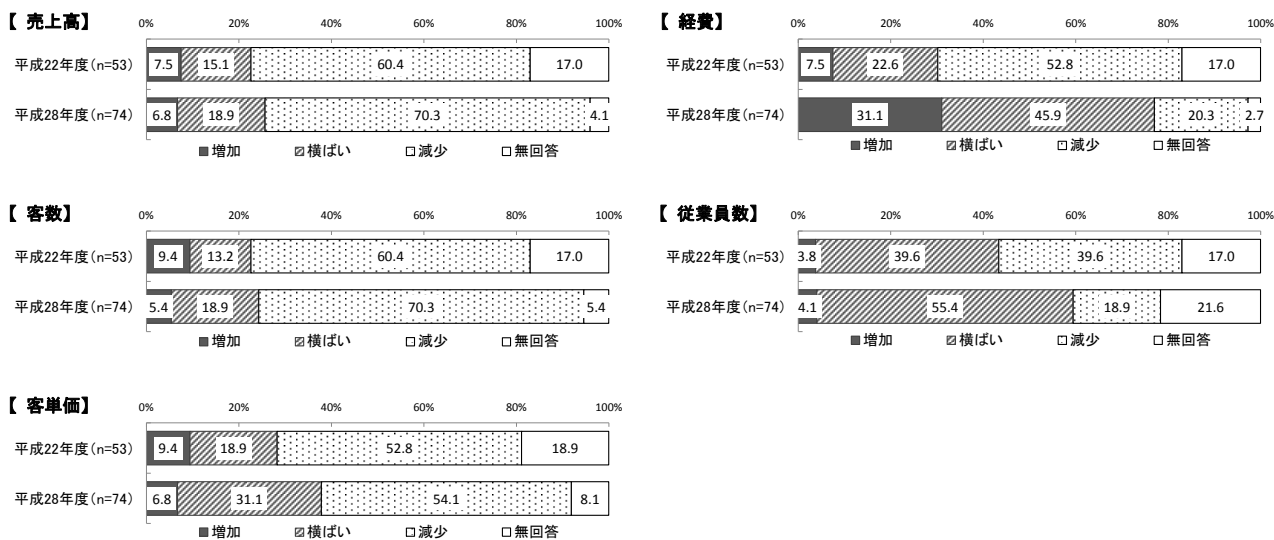 【 売上高】
0% 20% 40% 60% 80% 100%
平成22年度(n=53) 7.5 15.1 60.4 17.0
平成28年度(n=74) 6.8 18.9 70.3 4.1
■増加 横ばい 減少 □無回答
【 経費】
0% 20% 40% 60% 80% 100%
平成22年度(n=53) 7.5 22.6 52.8 17.0
平成28年度(n=74) 31.1 45.9 20.3 2.7
■増加 横ばい 減少 □無回答
【 客数】
0% 20% 40% 60% 80% 100%
平成22年度(n=53) 9.4 13.2 60.4 17.0
平成28年度(n=74) 5.4 18.9 70.3 5.4
■増加 横ばい 減少 □無回答
【 従業員数】
0% 20% 40% 60% 80% 100%
平成22年度(n=53) 3.8 39.6 39.6 17.0
平成28年度(n=74) 4.1 55.4 18.9 21.6
■増加 横ばい 減少 □無回答
【 客単価】
0% 20% 40% 60% 80% 100%
平成22年度(n=53) 9.4 18.9 52.8 18.9
平成28年度(n=74) 6.8 31.1 54.1 8.1
■増加 横ばい 減少 □無回答